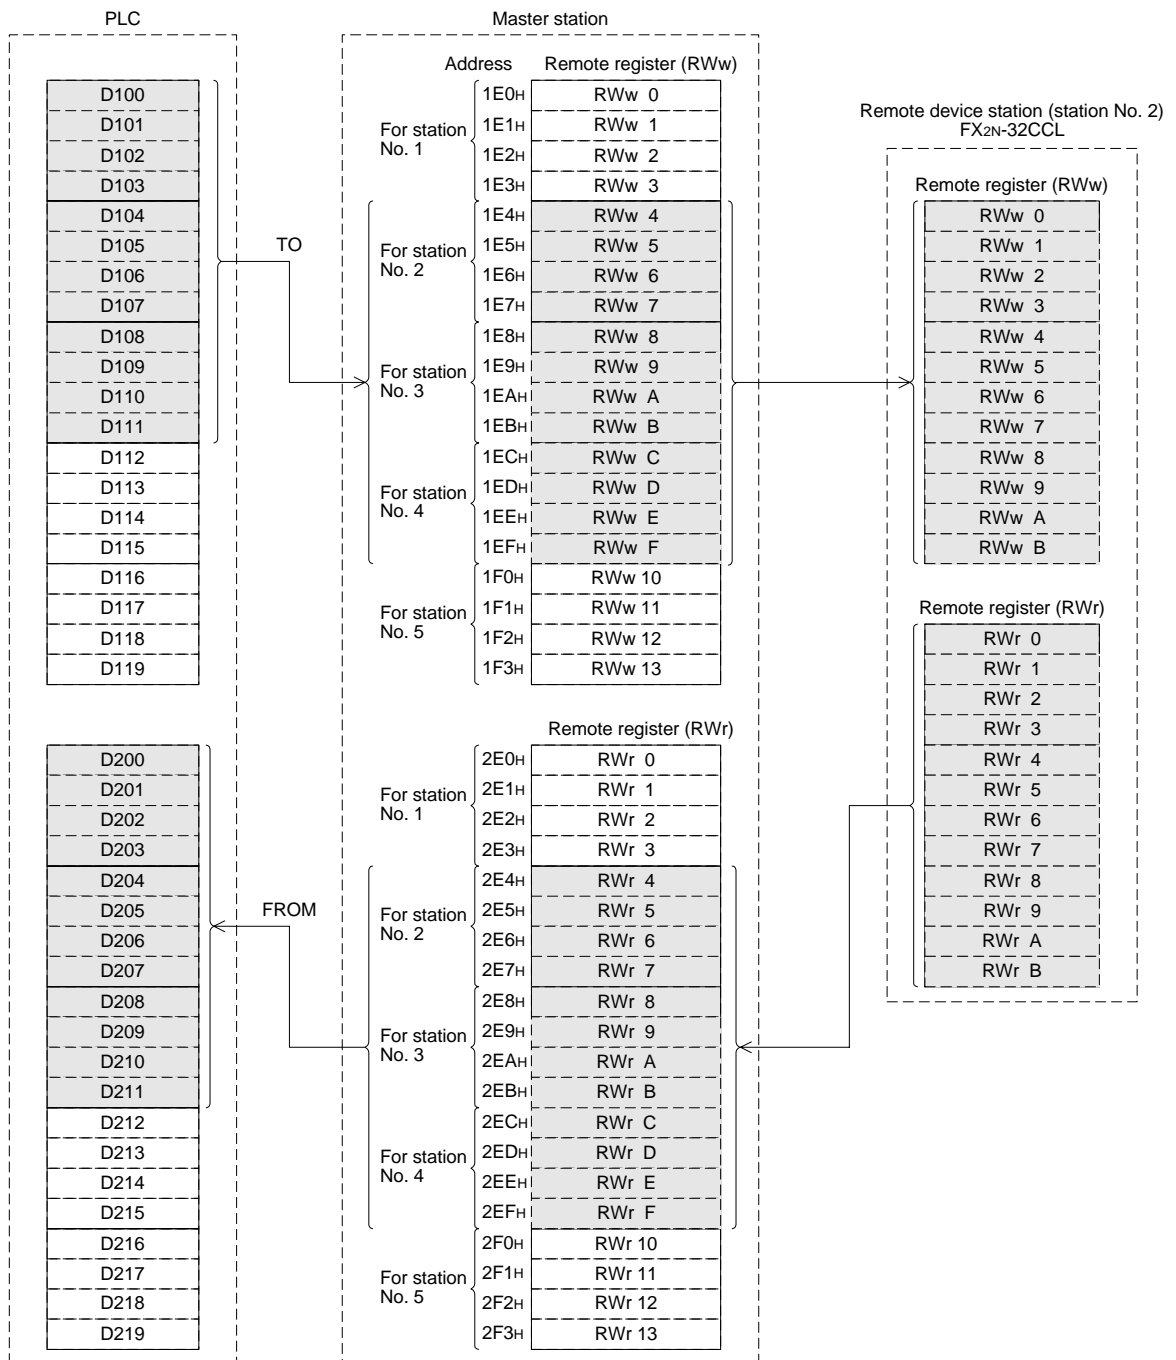 PLC
Master station
Address
Remote register (RWw)
D100
D101
D102
D103
D104
D105
D106
D107
D108
D109
D110
D111
D112
D113
D114
D115
D116
D117
D118
D119
TO
For station
No. 1
For station
No. 2
For station
No. 3
For station
No. 4
For station
No. 5
1E0H RWw 0
1E1H RWw 1
1E2H RWw 2
1E3H RWw 3
1E4H RWw 4
1E5H RWw 5
1E6H RWw 6
1E7H RWw 7
1E8H RWw 8
1E9H RWw 9
1EAH RWw A
1EBH RWw B
1ECH RWw C
1EDH RWw D
1EEH RWw E
1EFH RWw F
1F0H RWw 10
1F1H RWw 11
1F2H RWw 12
1F3H RWw 13
Remote device station (station No. 2)
FX2N-32CCL
Remote register (RWw)
RWw 0
RWw 1
RWw 2
RWw 3
RWw 4
RWw 5
RWw 6
RWw 7
RWw 8
RWw 9
RWw A
RWw B
Remote register (RWr)
RWr 0
RWr 1
RWr 2
RWr 3
RWr 4
RWr 5
RWr 6
RWr 7
RWr 8
RWr 9
RWr A
RWr B
D200
D201
D202
D203
D204
D205
D206
D207
D208
D209
D210
D211
D212
D213
D214
D215
D216
D217
D218
D219
FROM
Remote register (RWr)
For station
No. 1
For station
No. 2
For station
No. 3
For station
No. 4
For station
No. 5
2E0H RWr 0
2E1H RWr 1
2E2H RWr 2
2E3H RWr 3
2E4H RWr 4
2E5H RWr 5
2E6H RWr 6
2E7H RWr 7
2E8H RWr 8
2E9H RWr 9
2EAH RWr A
2EBH RWr B
2ECH RWr C
2EDH RWr D
2EEH RWr E
2EFH RWr F
2F0H RWr 10
2F1H RWr 11
2F2H RWr 12
2F3H RWr 13